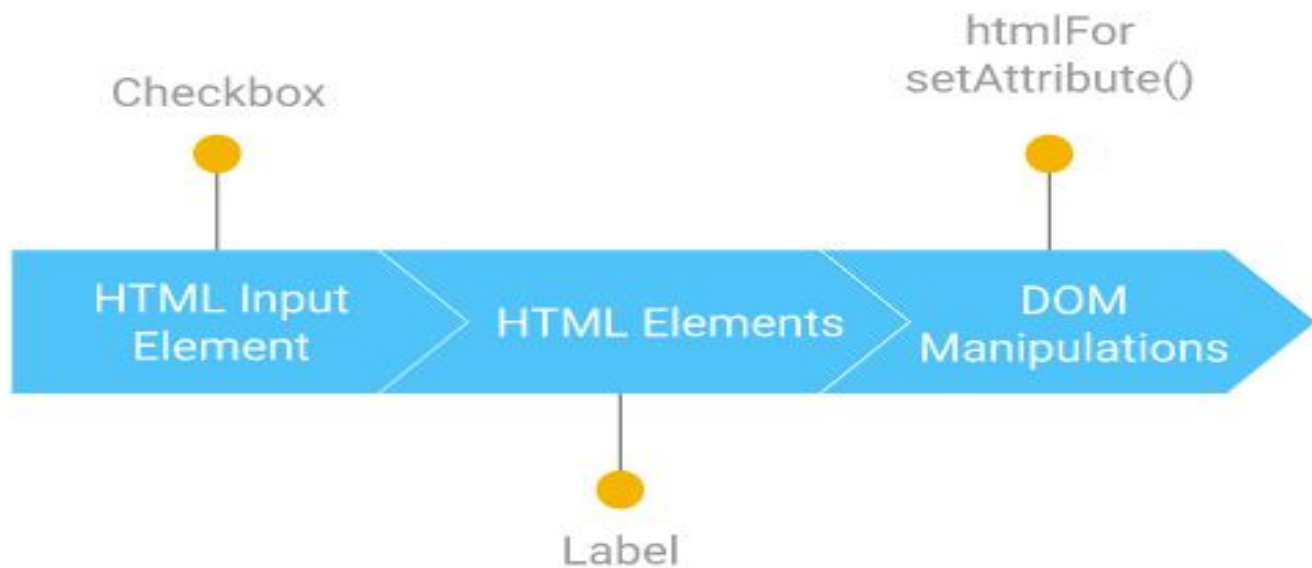 Checkbox
htmlFor
setAttribute()
HTML Input
Element
HTML Elements
DOM
Manipulations
Label